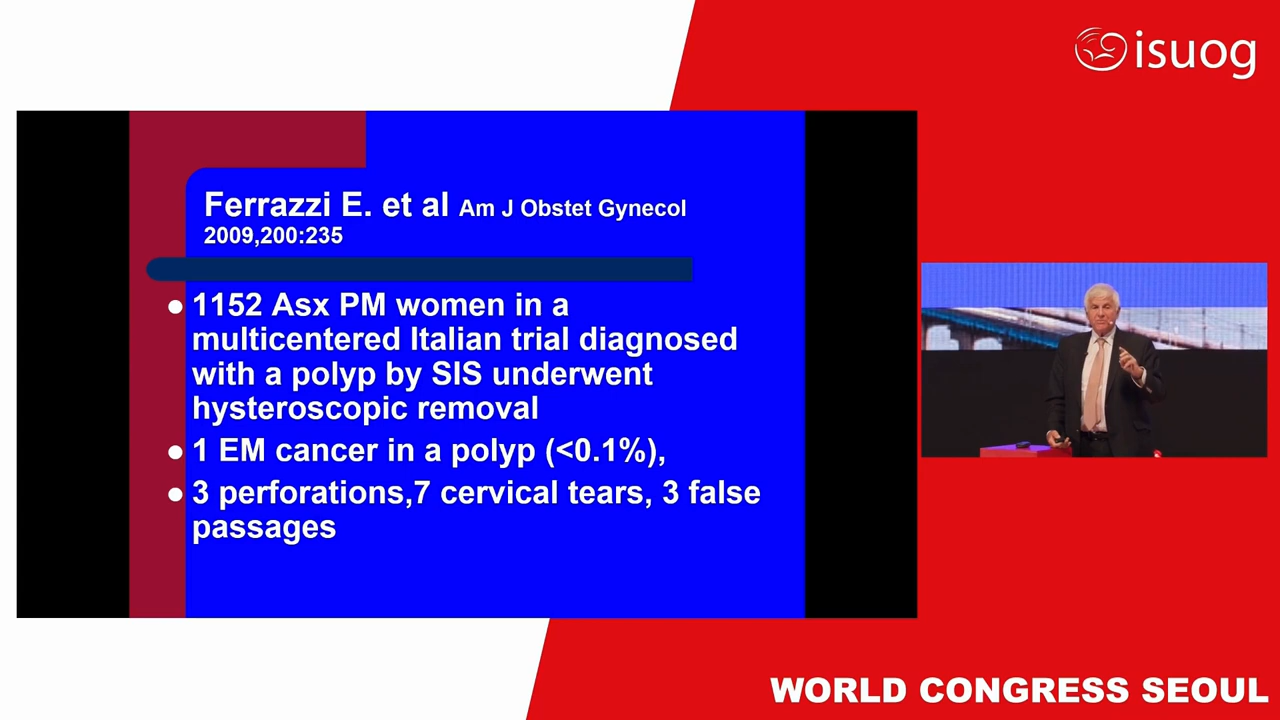 isuog
Ferrazzi E. et al Am J Obstet Gynecol
2009,200:235
● 1152 Asx PM women in a
multicentered Italian trial diagnosed
with a polyp by SIS underwent
hysteroscopic removal
● 1 EM cancer in a polyp (<0.1%),
● 3 perforations,7 cervical tears, 3 false
passages
WORLD CONGRESS SEOUL